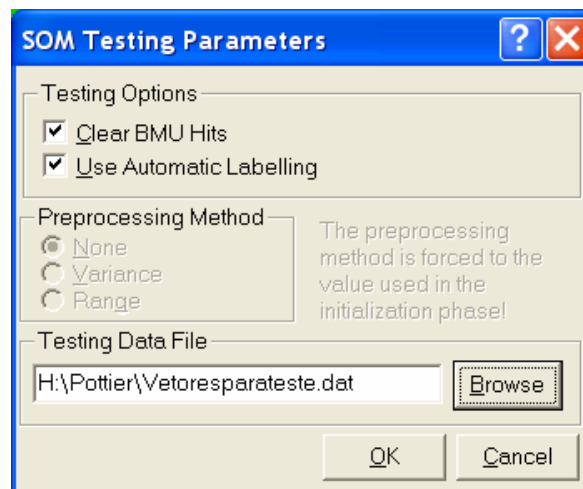 SOM Testing Parameters
Testing Options
Clear BMU Hits
Use Automatic Labelling
Preprocessing Method
None
Variance
Range
The preprocessing
method is forced to the
value used in the
initialization phase!
Testing Data File
H:\Pottier\Vetoresparateste.dat
Browse
OK
Cancel